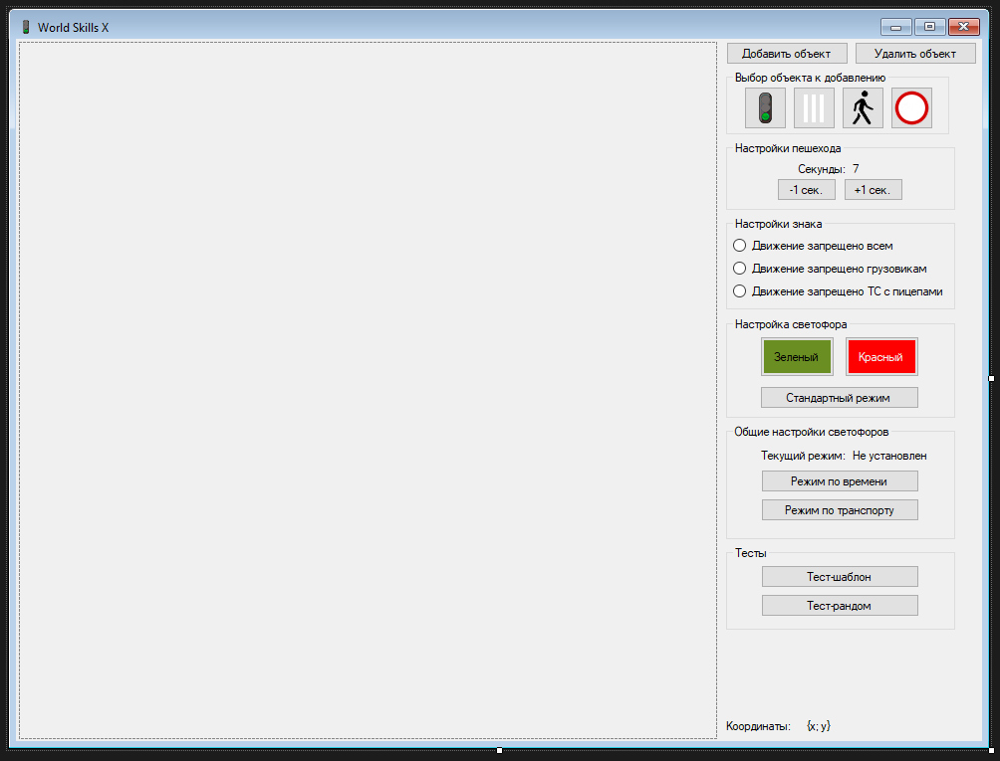 World Skills X
Добавить объект Удалить объект
Выбор объекта к добавлению
Настройки пешехода
Секунды: 7
-1 сек. +1 сек.
Настройки знака
Движение запрещено всем
Движение запрещено грузовикам
Движение запрещено ТС с пицепами
Настройка светофора
Зеленый Красный
Стандартный режим
Общие настройки светофоров
Текущий режим: Не установлен
Режим по времени
Режим по транспорту
Тесты
Тест-шаблон
Тест-рандом
Координаты: {x; y}